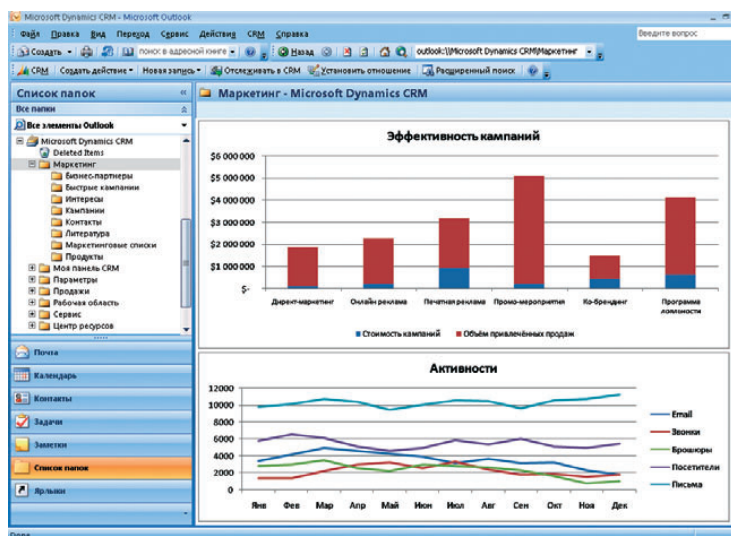 Microsoft Dynamics CRM - Microsoft Outlook
Файл Правка Вид Переход Сервис Действия CRM Справка
Введите вопрос
Создать поиск в адресной книге Назад outlook:\\Microsoft Dynamics CRM\Маркетинг
CRM Создать действие Новая запись Отслеживать в CRM Установить отношение Расширенный поиск
Список папок
Все папки
Все элементы Outlook
Microsoft Dynamics CRM
Deleted Items
Маркетинг
Бизнес-партнеры
Быстрые кампании
Интересы
Кампании
Контакты
Литература
Маркетинговые списки
Продукты
Моя панель CRM
Параметры
Продажи
Рабочая область
Сервис
Центр ресурсов
Почта
Календарь
Контакты
Задачи
Заметки
Список папок
Ярлыки
Маркетинг - Microsoft Dynamics CRM
Эффективность кампаний
$6 000 000
$5 000 000
$4 000 000
$3 000 000
$2 000 000
$1 000 000
$-
Директ-маркетинг Онлайн реклама Печатная реклама Промо-мероприятия Ко-брендинг Программа
лояльности
Стоимость кампаний Объём привлечённых продаж
Активности
12000
10000
8000
6000
4000
2000
0
Янв Фев Мар Апр Май Июн Июл Авг Сен Окт Ноя Дек
Email
Звонки
Брошюры
Посетители
Письма